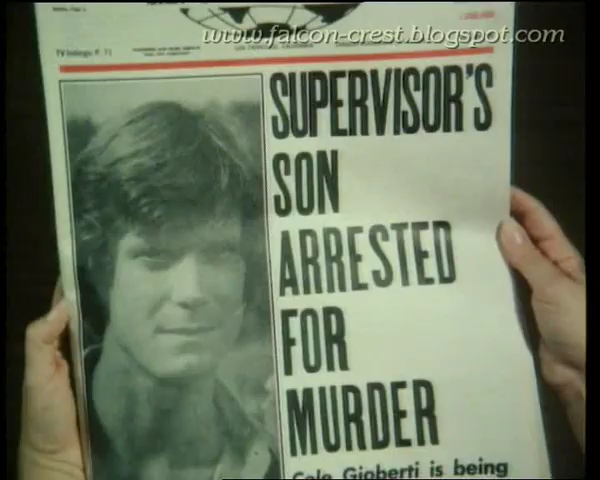 www.falcon-crest.blogspot.com
TV listings P. 11
SUPERVISOR'S
SON
ARRESTED
FOR
MURDER
Cole Gioberti is being